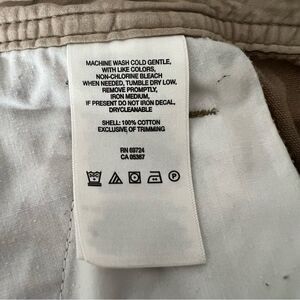 MACHINE WASH COLD GENTLE,
WITH LIKE COLORS,
NON-CHLORINE BLEACH
WHEN NEEDED, TUMBLE DRY LOW,
REMOVE PROMPTLY,
IRON MEDIUM,
IF PRESENT DO NOT IRON DECAL,
DRYCLEANABLE
SHELL: 100% COTTON
EXCLUSIVE OF TRIMMING
RN 69724
CA 05367
P